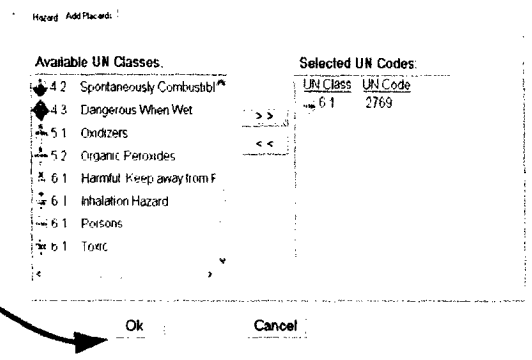 Hazard Add Placards
Available UN Classes.
4.2 Spontaneously Combustibl
4.3 Dangerous When Wet
5.1 Oxidizers
5.2 Organic Peroxides
6.1 Harmful. Keep away from F
6.1 Inhalation Hazard
6.1 Poisons
6.1 Toxic
>>
<<
Selected UN Codes:
UN Class UN Code
6.1 2769
Ok Cancel